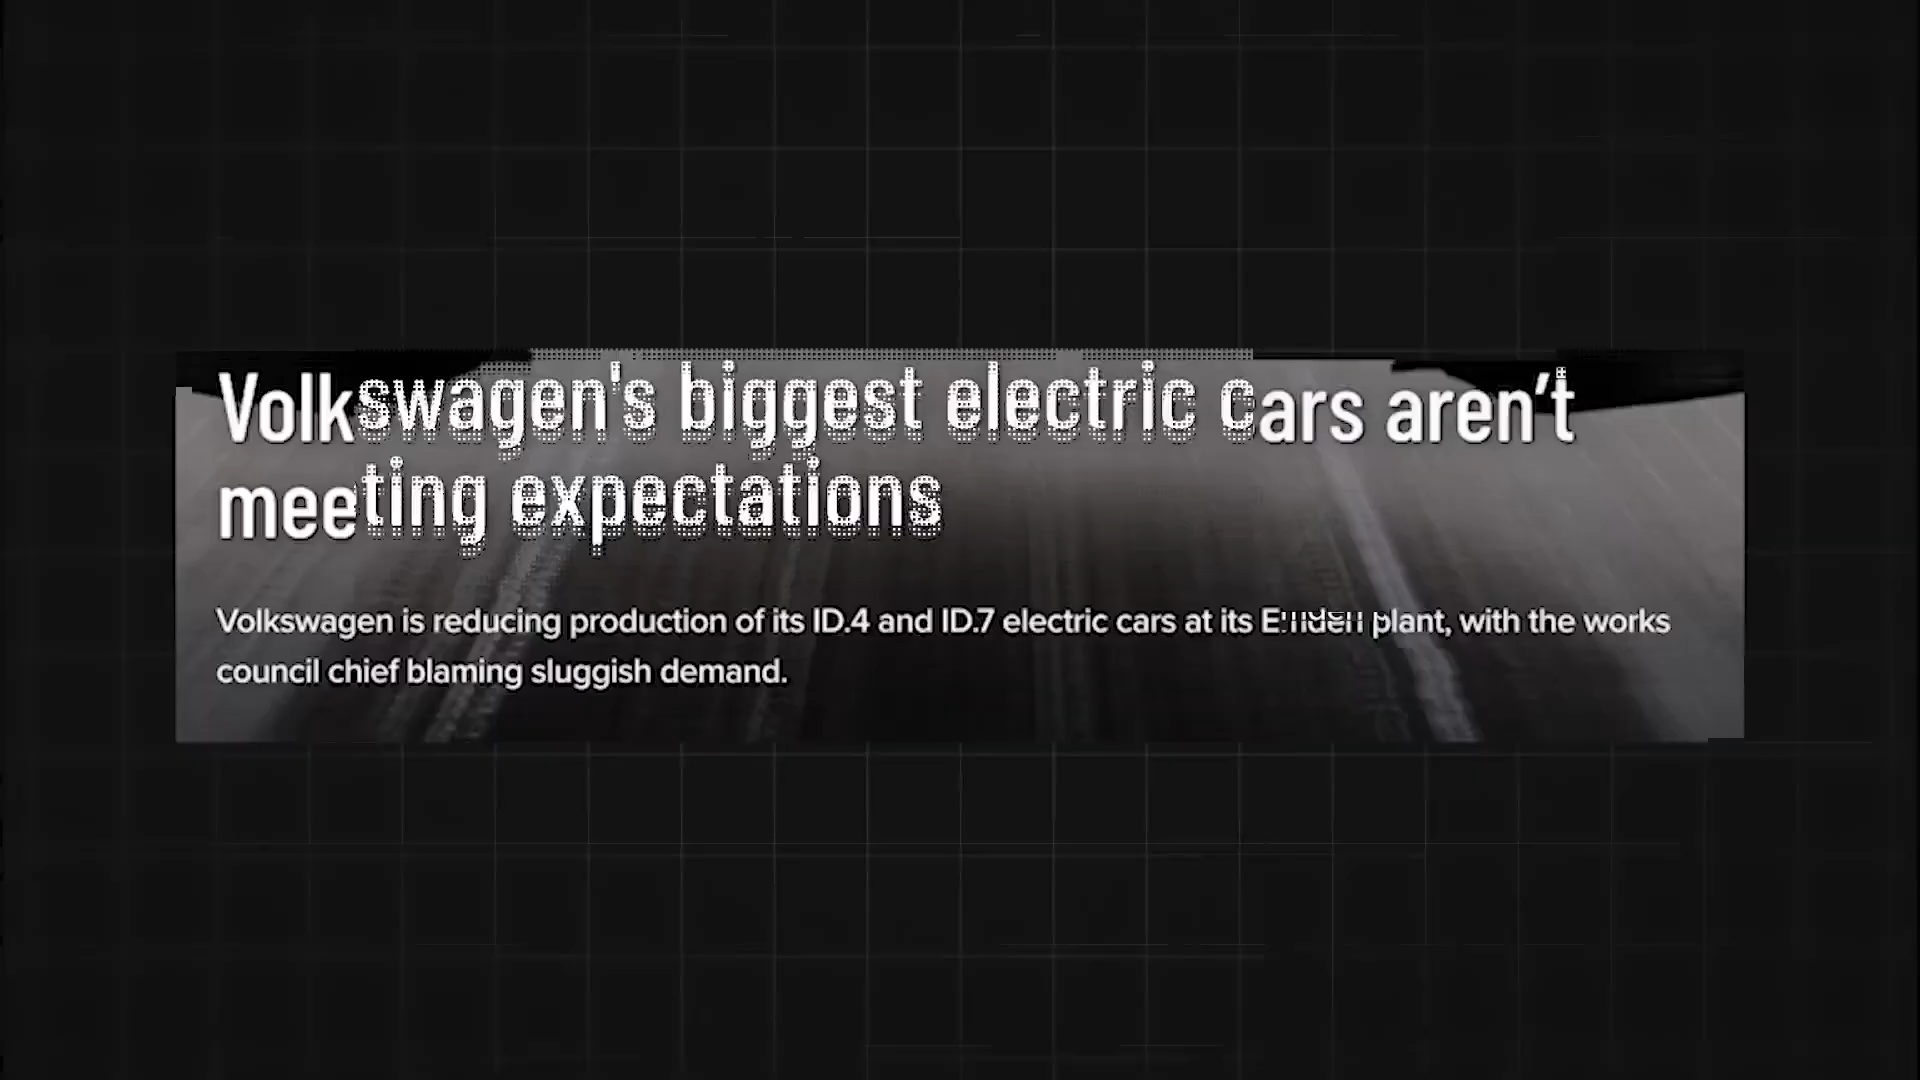 Volkswagen's biggest electric cars aren’t
meeting expectations
Volkswagen is reducing production of its ID.4 and ID.7 electric cars at its Emden plant, with the works
council chief blaming sluggish demand.